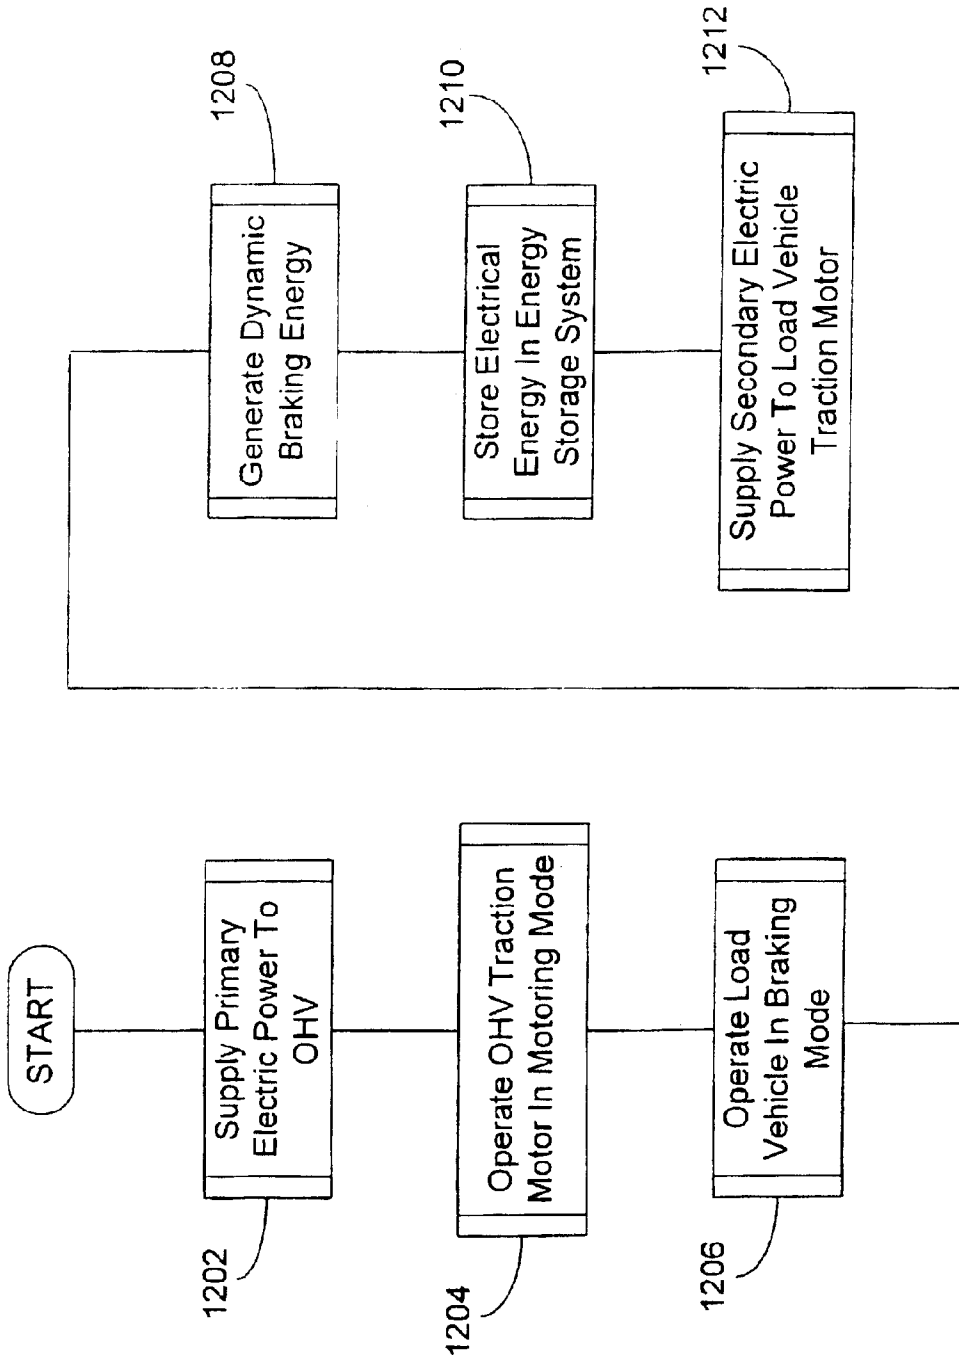 START
Supply Primary
Electric Power To
OHV
1202
Operate OHV Traction
Motor In Motoring Mode
1204
Operate Load
Vehicle In Braking
Mode
1206
Generate Dynamic
Braking Energy
1208
Store Electrical
Energy In Energy
Storage System
1210
Supply Secondary Electric
Power To Load Vehicle
Traction Motor
1212